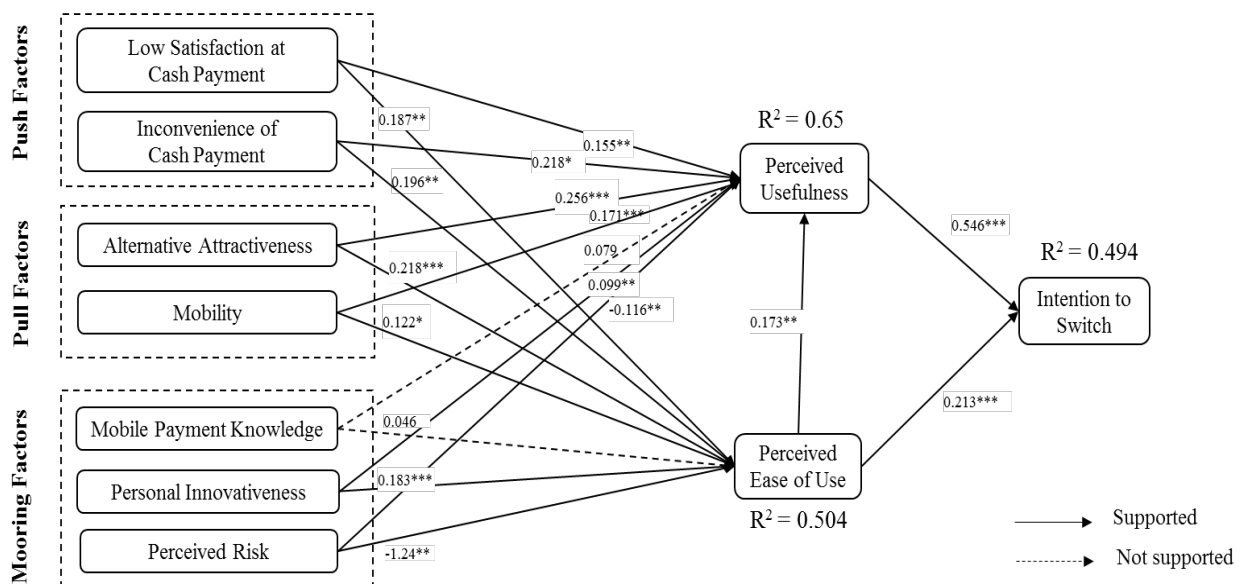 Push Factors
Low Satisfaction at
Cash Payment
Inconvenience of
Cash Payment
Pull Factors
Alternative Attractiveness
Mobility
Mooring Factors
Mobile Payment Knowledge
Personal Innovativeness
Perceived Risk
0.187**
0.155**
0.218*
0.196**
0.256***
0.171***
0.079
0.218***
0.099**
-0.116**
0.122*
0.046
0.183***
-1.24**
R² = 0.65
Perceived
Usefulness
0.173**
Perceived
Ease of Use
R² = 0.504
0.546***
0.213***
R² = 0.494
Intention to
Switch
Supported
Not supported